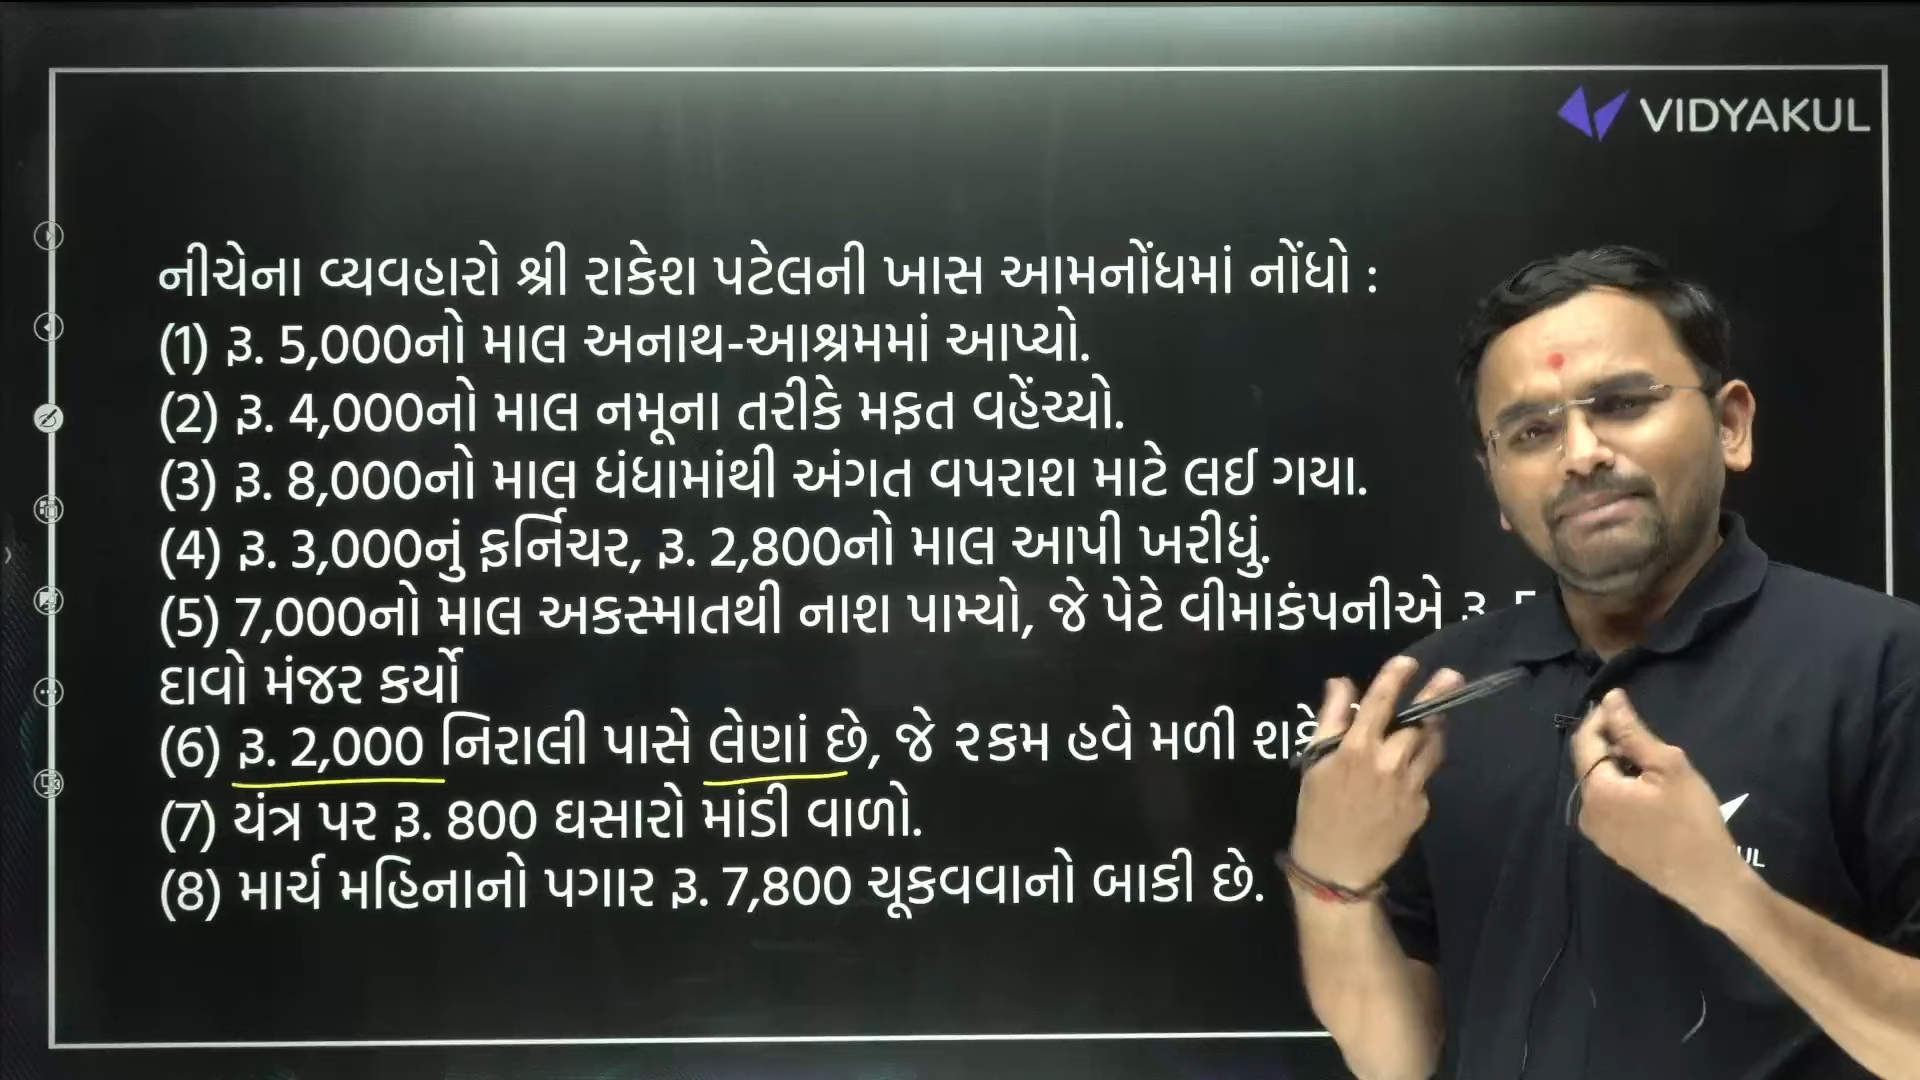 VIDYAKUL
નીચેના વ્યવહારો શ્રી રાકેશ પટેલની ખાસ આમનોંધમાં નોંધો :
(1) રૂ. 5,000નો માલ અનાથ-આશ્રમમાં આપ્યો.
(2) રૂ. 4,000નો માલ નમૂના તરીકે મફત વહેંચ્યો.
(3) રૂ. 8,000નો માલ ધંધામાંથી અંગત વપરાશ માટે લઈ ગયા.
(4) રૂ. 3,000નું ફર્નિચર, રૂ. 2,800નો માલ આપી ખરીધું.
(5) 7,000નો માલ અકસ્માતથી નાશ પામ્યો, જે પેટે વીમાકંપનીએ
દાવો મંજર કર્યો
(6) રૂ. 2,000 નિરાલી પાસે લેણાં છે, જે રકમ હવે મળી
(7) યંત્ર પર રૂ. 800 ઘસારો માંડી વાળો.
(8) માર્ચ મહિનાનો પગાર રૂ. 7,800 ચૂકવવાનો બાકી છે.